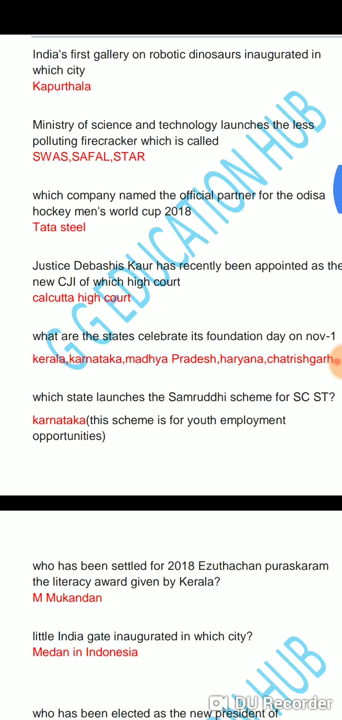 India's first gallery on robotic dinosaurs inaugurated in
which city
Kapurthala
Ministry of science and technology launches the less
polluting firecracker which is called
SWAS,SAFAL,STAR
which company named the official partner for the odisa
hockey men's world cup 2018
Tata steel
Justice Debashis Kaur has recently been appointed as the
new CJI of which high court
calcutta high court
what are the states celebrate its foundation day on nov-1
kerala,karnataka,madhya Pradesh,haryana,chatrishgarh
which state launches the Samruddhi scheme for SC ST?
karnataka(this scheme is for youth employment
opportunities)
G G EDUCATION HUB
who has been settled for 2018 Ezuthachan puraskaram
the literacy award given by Kerala?
M Mukandan
little India gate inaugurated in which city?
Medan in Indonesia
who has been elected as the new president of
HUB
DU Recorder